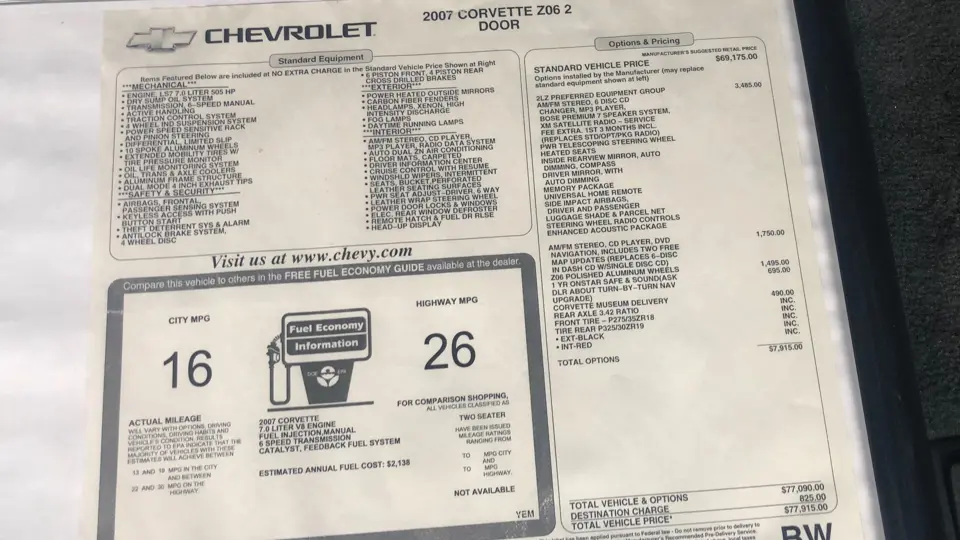 CHEVROLET
2007 CORVETTE Z06 2
DOOR
Standard Equipment
Items Featured Below are included at NO EXTRA CHARGE in the Standard Vehicle Price Shown at Right
***MECHANICAL***
• ENGINE, LS7 7.0 LITER 505 HP
• DRY SUMP OIL SYSTEM
• TRANSMISSION, 6-SPEED MANUAL
• ACTIVE HANDLING
• TRACTION CONTROL SYSTEM
• 4 WHEEL IND SUSPENSION SYSTEM
• POWER SPEED SENSITIVE RACK
AND PINION STEERING
• DIFFERENTIAL, LIMITED SLIP
• 10 SPOKE ALUMINUM WHEELS
• EXTENDED MOBILITY TIRES W/
TIRE PRESSURE MONITOR
• OIL LIFE MONITORING SYSTEM
• OIL, TRANS & AXLE COOLERS
• ALUMINUM FRAME STRUCTURE
• DUAL MODE 4 INCH EXHAUST TIPS
***SAFETY & SECURITY***
• AIRBAGS, FRONTAL,
PASSENGER SENSING SYSTEM
• KEYLESS ACCESS WITH PUSH
BUTTON START
• THEFT DETERRENT SYS & ALARM
• ANTILOCK BRAKE SYSTEM,
4 WHEEL DISC
• 6 PISTON FRONT, 4 PISTON REAR
CROSS DRILLED BRAKES
***EXTERIOR***
• POWER HEATED OUTSIDE MIRRORS
• CARBON FIBER FENDERS
• HEADLAMPS, XENON, HIGH
INTENSITY DISCHARGE
• FOG LAMPS
• DAYTIME RUNNING LAMPS
***INTERIOR***
• AM/FM STEREO, CD PLAYER,
MP3 PLAYER, RADIO DATA SYSTEM
• AUTO DUAL ZN AIR CONDITIONING
• FLOOR MATS, CARPETED
• DRIVER INFORMATION CENTER
• CRUISE CONTROL WITH RESUME
• WINDSHLD WIPERS, INTERMITTENT
• SEATS, BUCKET,PERFORATED
LEATHER SEATING SURFACES
• PWR SEAT ADJUST-DRIVER, 6 WAY
• LEATHER WRAP STEERING WHEEL
• POWER DOOR LOCKS & WINDOWS
• ELEC. REAR WINDOW DEFROSTER
• REMOTE HATCH & FUEL DR RLSE
• HEAD-UP DISPLAY
Visit us at www.chevy.com
Compare this vehicle to others in the FREE FUEL ECONOMY GUIDE available at the dealer.
CITY MPG
16
Fuel Economy
Information
DOE EPA
HIGHWAY MPG
26
ACTUAL MILEAGE
WILL VARY WITH OPTIONS, DRIVING
CONDITIONS, DRIVING HABITS AND
VEHICLE'S CONDITION. RESULTS
REPORTED TO EPA INDICATE THAT THE
MAJORITY OF VEHICLES WITH THESE
ESTIMATES WILL ACHIEVE BETWEEN
13 AND 19 MPG IN THE CITY
AND BETWEEN
22 AND 30 MPG ON THE
HIGHWAY.
2007 CORVETTE
7.0 LITER V8 ENGINE
FUEL INJECTION,MANUAL
6 SPEED TRANSMISSION
CATALYST, FEEDBACK FUEL SYSTEM
ESTIMATED ANNUAL FUEL COST: $2,138
FOR COMPARISON SHOPPING,
ALL VEHICLES CLASSIFIED AS
TWO SEATER
HAVE BEEN ISSUED
MILEAGE RATINGS
RANGING FROM
TO MPG CITY
AND
TO MPG
HIGHWAY.
NOT AVAILABLE
YEM
Options & Pricing
MANUFACTURER'S SUGGESTED RETAIL PRICE
STANDARD VEHICLE PRICE $69,175.00
Options installed by the Manufacturer (may replace
standard equipment shown at left)
2LZ PREFERRED EQUIPMENT GROUP 3,485.00
AM/FM STEREO, 6 DISC CD
CHANGER, MP3 PLAYER,
BOSE PREMIUM 7 SPEAKER SYSTEM,
XM SATELLITE RADIO - SERVICE
FEE EXTRA. 1ST 3 MONTHS INCL.
(REPLACES STD/OPT/PKG RADIO)
PWR TELESCOPING STEERING WHEEL
HEATED SEATS
INSIDE REARVIEW MIRROR, AUTO
DIMMING, COMPASS
DRIVER MIRROR, WITH
AUTO DIMMING
MEMORY PACKAGE
UNIVERSAL HOME REMOTE
SIDE IMPACT AIRBAGS,
DRIVER AND PASSENGER
LUGGAGE SHADE & PARCEL NET
STEERING WHEEL RADIO CONTROLS
ENHANCED ACOUSTIC PACKAGE
AM/FM STEREO, CD PLAYER, DVD 1,750.00
NAVIGATION, INCLUDES TWO FREE
MAP UPDATES (REPLACES 6-DISC
IN DASH CD W/SINGLE DISC CD)
Z06 POLISHED ALUMINUM WHEELS 1,495.00
1 YR ONSTAR SAFE & SOUND(ASK 695.00
DLR ABOUT TURN-BY-TURN NAV
UPGRADE)
CORVETTE MUSEUM DELIVERY 490.00
REAR AXLE 3.42 RATIO INC.
FRONT TIRE - P275/35ZR18 INC.
TIRE REAR P325/30ZR19 INC.
• EXT-BLACK INC.
• INT-RED
TOTAL OPTIONS $7,915.00
TOTAL VEHICLE & OPTIONS $77,090.00
DESTINATION CHARGE 825.00
TOTAL VEHICLE PRICE* $77,915.00
has been applied pursuant to Federal law - Do not remove prior to delivery to
Manufacturer's Recommended Pre-Delivery Service.
local taxes
BW